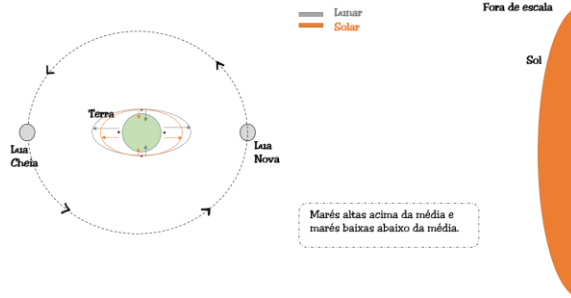 Lunar
Solar
Fora de escala
Sol
Terra
Lua
Cheia
Lua
Nova
Marés altas acima da média e
marés baixas abaixo da média.